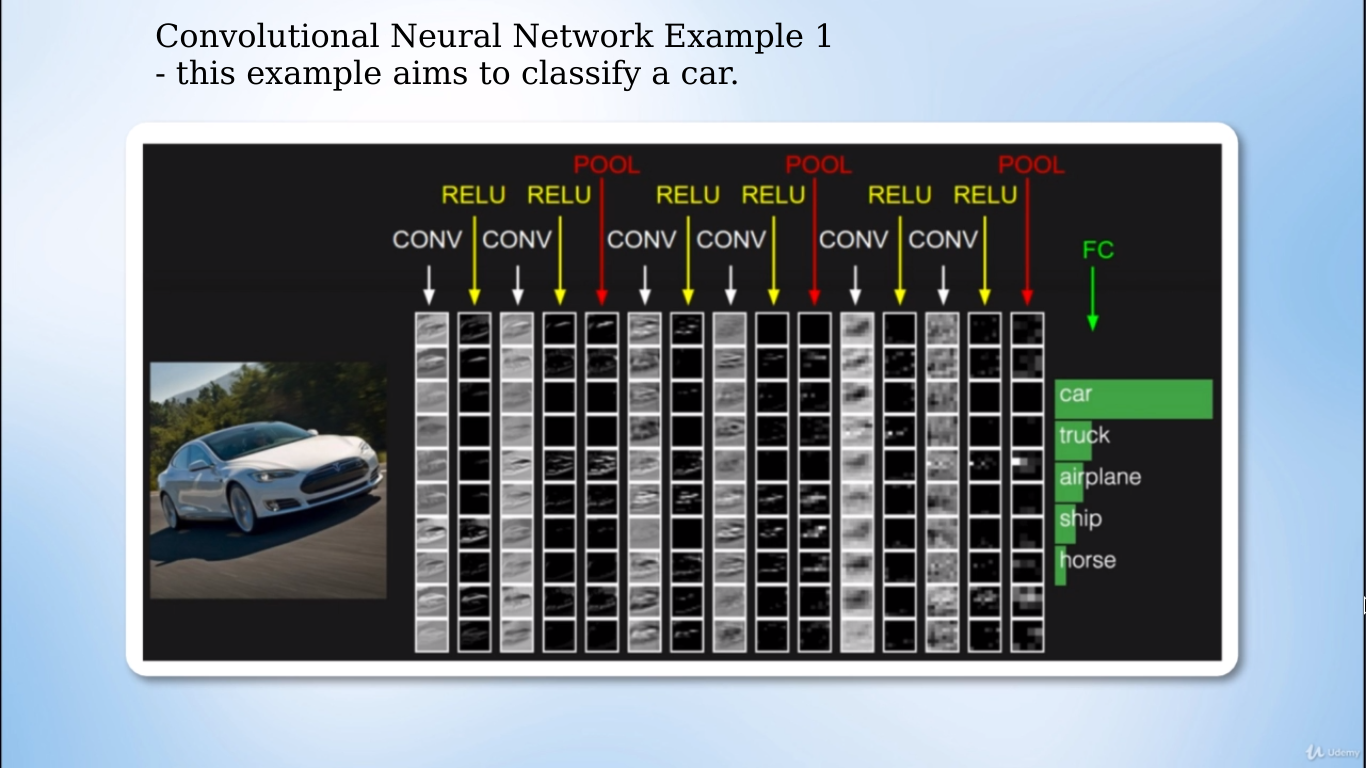 Convolutional Neural Network Example 1
- this example aims to classify a car.
POOL POOL POOL
RELU RELU RELU RELU RELU RELU
CONV CONV CONV CONV CONV CONV
FC
car
truck
airplane
ship
horse
Udemy